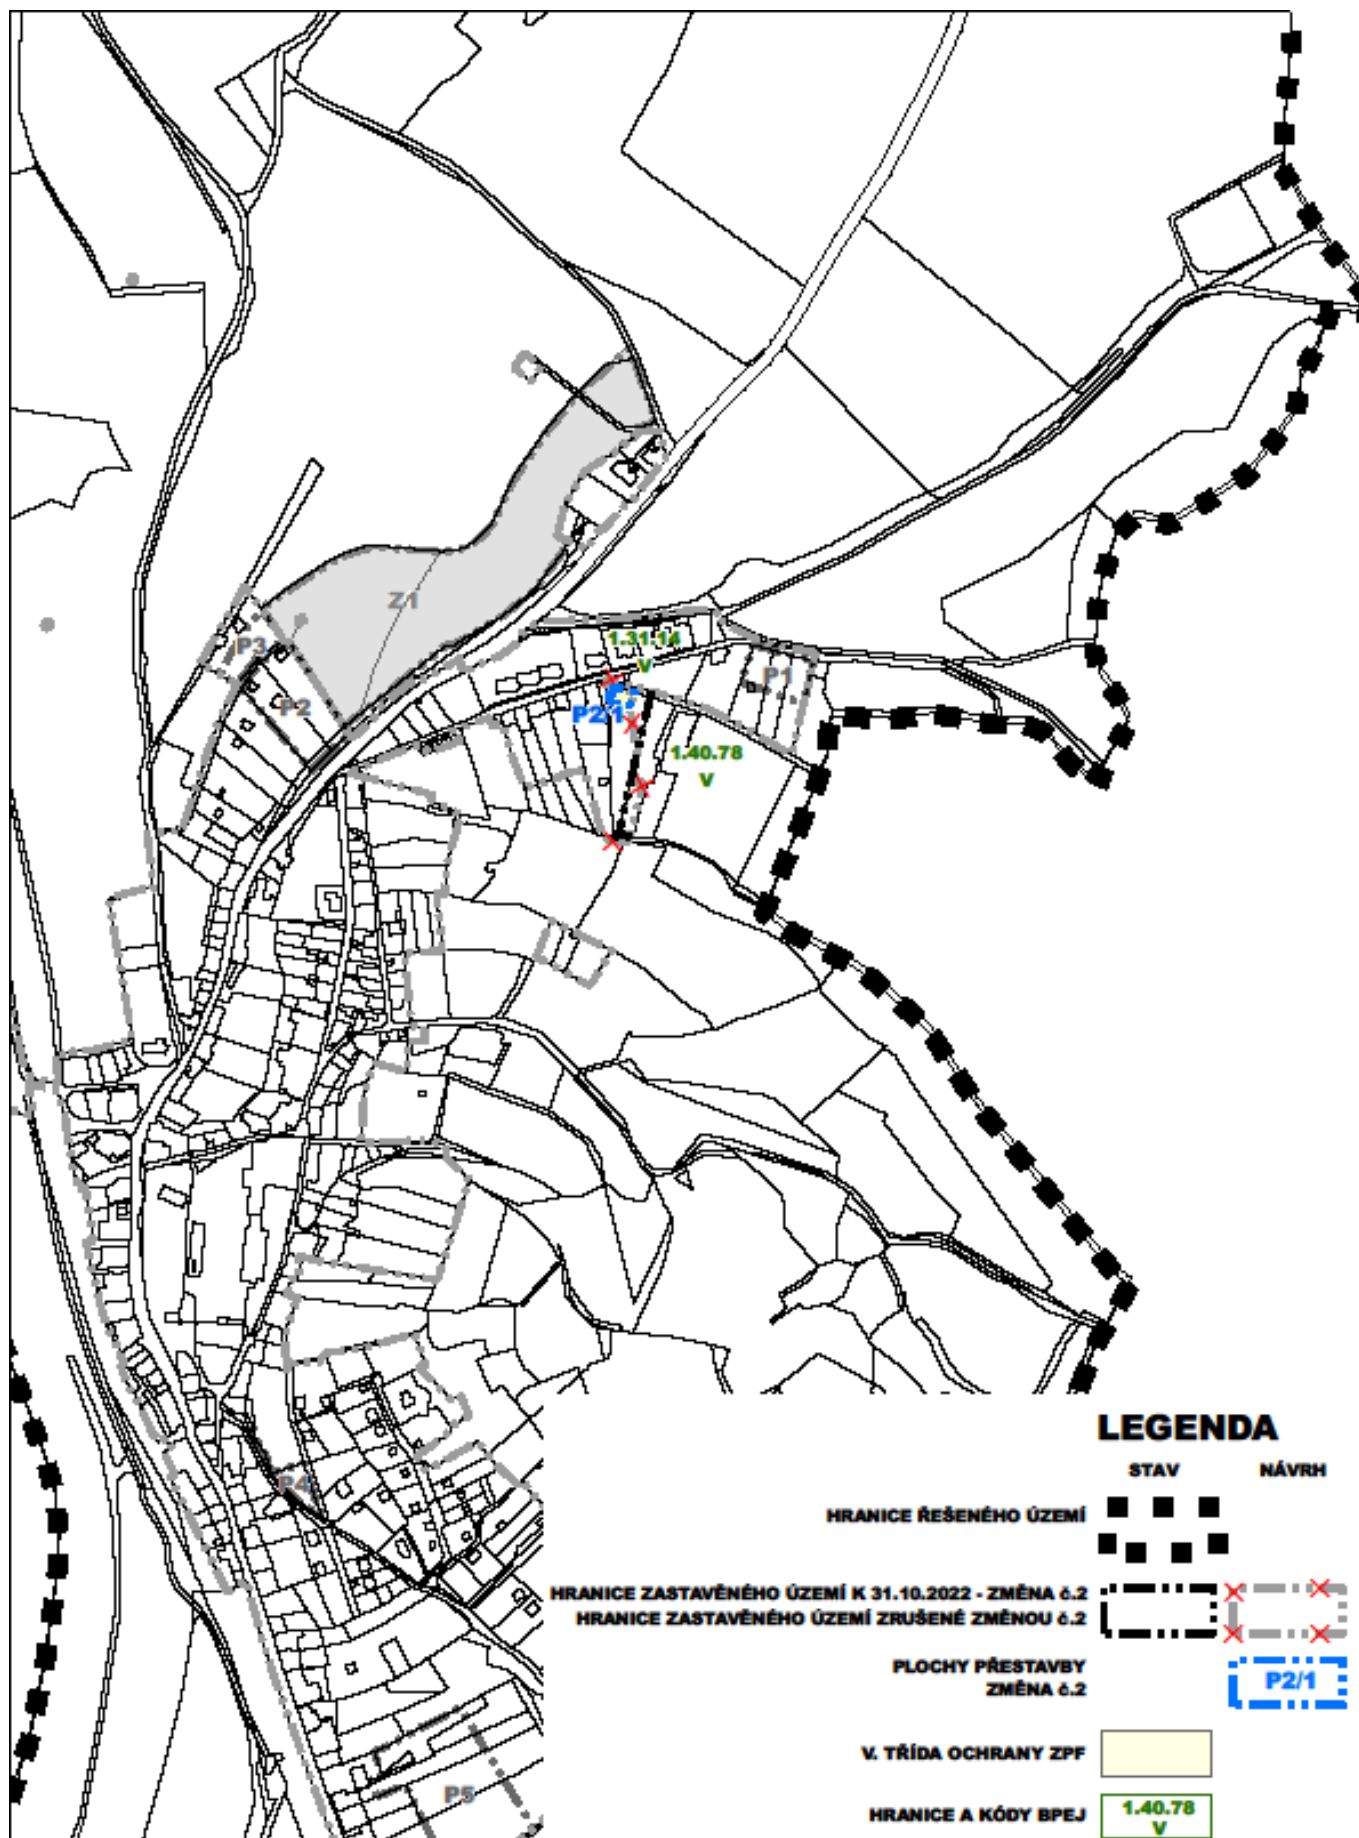 Z1
P3
1.31.14
V
P1
P2
P2/1
1.40.78
V
P4
P5
LEGENDA
STAV NÁVRH
HRANICE ŘEŠENÉHO ÚZEMÍ
HRANICE ZASTAVĚNÉHO ÚZEMÍ K 31.10.2022 - ZMĚNA č.2
HRANICE ZASTAVĚNÉHO ÚZEMÍ ZRUŠENÉ ZMĚNOU č.2
PLOCHY PŘESTAVBY
ZMĚNA č.2
P2/1
V. TŘÍDA OCHRANY ZPF
HRANICE A KÓDY BPEJ
1.40.78
V